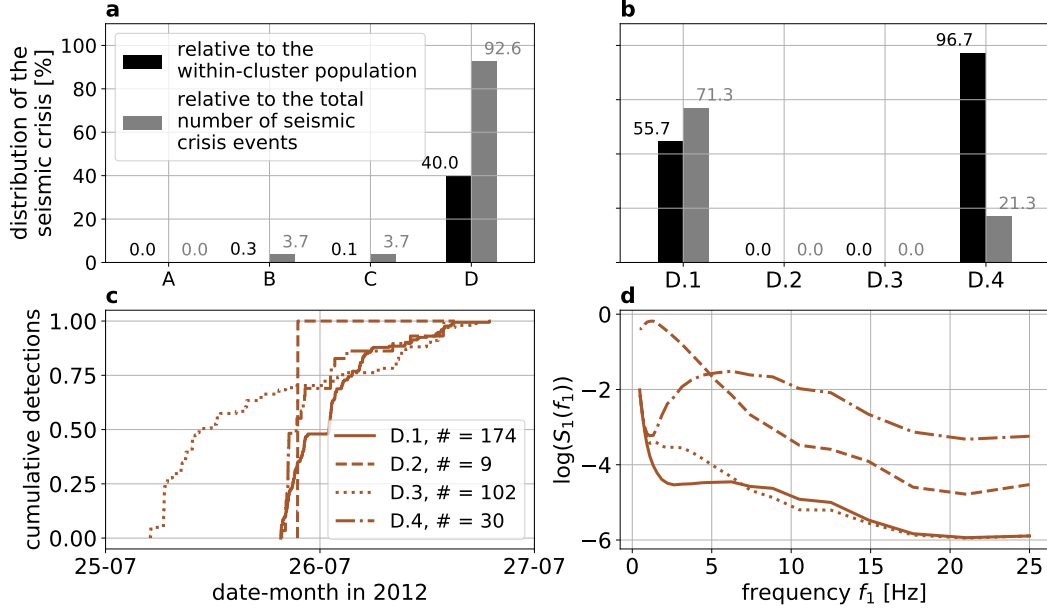 a
distribution of the
seismic crisis [%]
100
80
60
40
20
0
relative to the
within-cluster population
relative to the total
number of seismic
crisis events
0.0
0.0
0.3
3.7
0.1
3.7
40.0
92.6
A
B
C
D
b
55.7
71.3
0.0
0.0
0.0
0.0
96.7
21.3
D.1
D.2
D.3
D.4
c
cumulative detections
1.00
0.75
0.50
0.25
0.00
D.1, # = 174
D.2, # = 9
D.3, # = 102
D.4, # = 30
25-07
26-07
27-07
date-month in 2012
d
log(S₁(f₁))
0
−2
−4
−6
0
5
10
15
20
25
frequency f₁ [Hz]